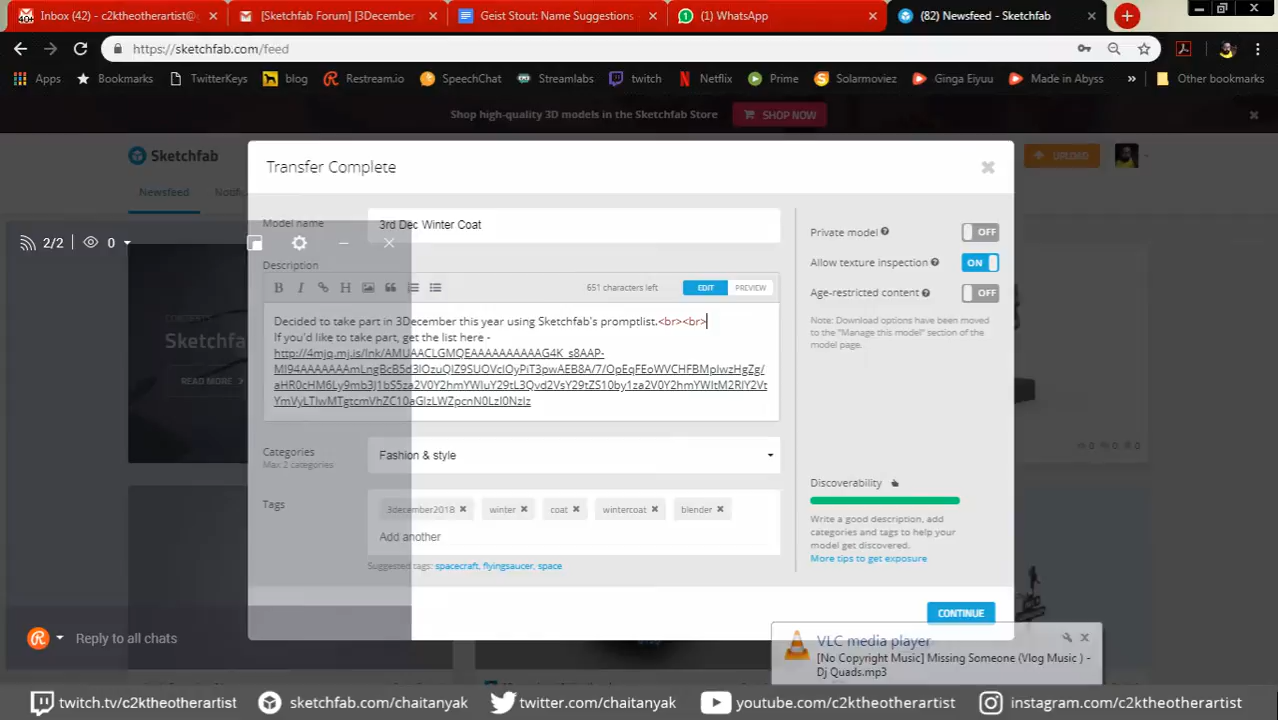 Inbox (42) - c2ktheotherartist@g
[Sketchfab Forum] [3December
Geist Stout: Name Suggestions
(1) WhatsApp
(82) Newsfeed - Sketchfab
https://sketchfab.com/feed
Apps
Bookmarks
TwitterKeys
blog
Restream.io
SpeechChat
Streamlabs
twitch
Netflix
Prime
Solarmoviez
Ginga Eiyuu
Made in Abyss
»
Other bookmarks
Shop high-quality 3D models in the Sketchfab Store
SHOP NOW
Sketchfab
UPLOAD
Newsfeed
Transfer Complete
Model name
3rd Dec Winter Coat
2/2
0
Description
B I H
651 characters left
EDIT
PREVIEW
Decided to take part in 3December this year using Sketchfab's promptlist.<br><br>
If you'd like to take part, get the list here -
Categories
Max 2 categories
Fashion & style
Tags
3december2018
winter
coat
wintercoat
blender
Add another
Suggested tags: spacecraft, flyingsaucer, space
Private model
OFF
Allow texture inspection
ON
Age-restricted content
OFF
Note: Download options have been moved
to the "Manage this model" section of the
model page.
Discoverability
Write a good description, add
categories and tags to help your
model get discovered.
More tips to get exposure
READ MORE
CONTINUE
Reply to all chats
VLC media player
[No Copyright Music] Missing Someone (Vlog Music ) -
Dj Quads.mp3
twitch.tv/c2ktheotherartist
sketchfab.com/chaitanyak
twitter.com/chaitanyak
youtube.com/c2ktheotherartist
instagram.com/c2ktheotherartist